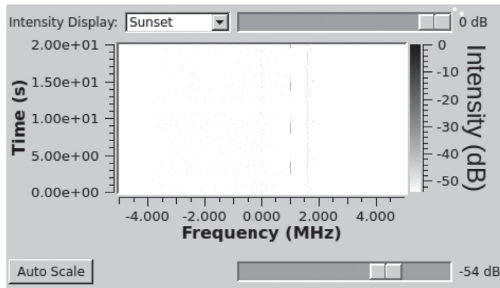 Intensity Display: Sunset 0 dB
2.00e+01
1.50e+01
1.00e+01
5.00e+00
0.00e+00
Time (s)
-4.000 -2.000 0.000 2.000 4.000
Frequency (MHz)
0
-10
-20
-30
-40
-50
Intensity (dB)
Auto Scale -54 dB